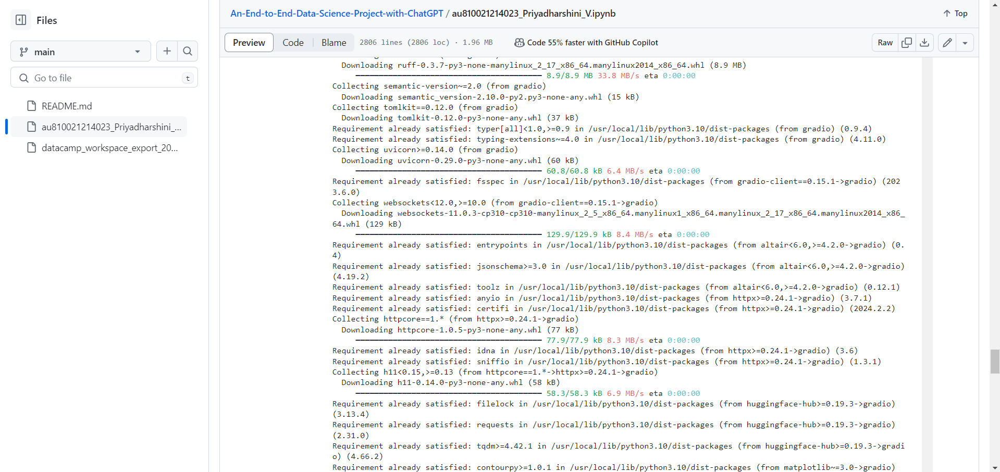 Files
main
Go to file
t
README.md
au810021214023_Priyadharshini_...
datacamp_workspace_export_20...
An-End-to-End-Data-Science-Project-with-ChatGPT / au810021214023_Priyadharshini_V.ipynb
Top
Preview
Code
Blame
2806 lines (2806 loc) · 1.96 MB
Code 55% faster with GitHub Copilot
Raw
Downloading ruff-0.3.7-py3-none-manylinux_2_17_x86_64.manylinux2014_x86_64.whl (8.9 MB)
8.9/8.9 MB 33.8 MB/s eta 0:00:00
Collecting semantic-version~=2.0 (from gradio)
Downloading semantic_version-2.10.0-py2.py3-none-any.whl (15 kB)
Collecting tomlkit==0.12.0 (from gradio)
Downloading tomlkit-0.12.0-py3-none-any.whl (37 kB)
Requirement already satisfied: typer[all]<1.0,>=0.9 in /usr/local/lib/python3.10/dist-packages (from gradio) (0.9.4)
Requirement already satisfied: typing-extensions~=4.0 in /usr/local/lib/python3.10/dist-packages (from gradio) (4.11.0)
Collecting uvicorn>=0.14.0 (from gradio)
Downloading uvicorn-0.29.0-py3-none-any.whl (60 kB)
60.8/60.8 kB 6.4 MB/s eta 0:00:00
Requirement already satisfied: fsspec in /usr/local/lib/python3.10/dist-packages (from gradio-client==0.15.1->gradio) (202
3.6.0)
Collecting websockets<12.0,>=10.0 (from gradio-client==0.15.1->gradio)
Downloading websockets-11.0.3-cp310-cp310-manylinux_2_5_x86_64.manylinux1_x86_64.manylinux_2_17_x86_64.manylinux2014_x86_
64.whl (129 kB)
129.9/129.9 kB 8.4 MB/s eta 0:00:00
Requirement already satisfied: entrypoints in /usr/local/lib/python3.10/dist-packages (from altair<6.0,>=4.2.0->gradio) (0.
4)
Requirement already satisfied: jsonschema>=3.0 in /usr/local/lib/python3.10/dist-packages (from altair<6.0,>=4.2.0->gradio)
(4.19.2)
Requirement already satisfied: toolz in /usr/local/lib/python3.10/dist-packages (from altair<6.0,>=4.2.0->gradio) (0.12.1)
Requirement already satisfied: anyio in /usr/local/lib/python3.10/dist-packages (from httpx>=0.24.1->gradio) (3.7.1)
Requirement already satisfied: certifi in /usr/local/lib/python3.10/dist-packages (from httpx>=0.24.1->gradio) (2024.2.2)
Collecting httpcore==1.* (from httpx>=0.24.1->gradio)
Downloading httpcore-1.0.5-py3-none-any.whl (77 kB)
77.9/77.9 kB 8.3 MB/s eta 0:00:00
Requirement already satisfied: idna in /usr/local/lib/python3.10/dist-packages (from httpx>=0.24.1->gradio) (3.6)
Requirement already satisfied: sniffio in /usr/local/lib/python3.10/dist-packages (from httpx>=0.24.1->gradio) (1.3.1)
Collecting h11<0.15,>=0.13 (from httpcore==1.*->httpx>=0.24.1->gradio)
Downloading h11-0.14.0-py3-none-any.whl (58 kB)
58.3/58.3 kB 6.9 MB/s eta 0:00:00
Requirement already satisfied: filelock in /usr/local/lib/python3.10/dist-packages (from huggingface-hub>=0.19.3->gradio)
(3.13.4)
Requirement already satisfied: requests in /usr/local/lib/python3.10/dist-packages (from huggingface-hub>=0.19.3->gradio)
(2.31.0)
Requirement already satisfied: tqdm>=4.42.1 in /usr/local/lib/python3.10/dist-packages (from huggingface-hub>=0.19.3->gradi
o) (4.66.2)
Requirement already satisfied: contourpy>=1.0.1 in /usr/local/lib/python3.10/dist-packages (from matplotlib~=3.0->gradio)